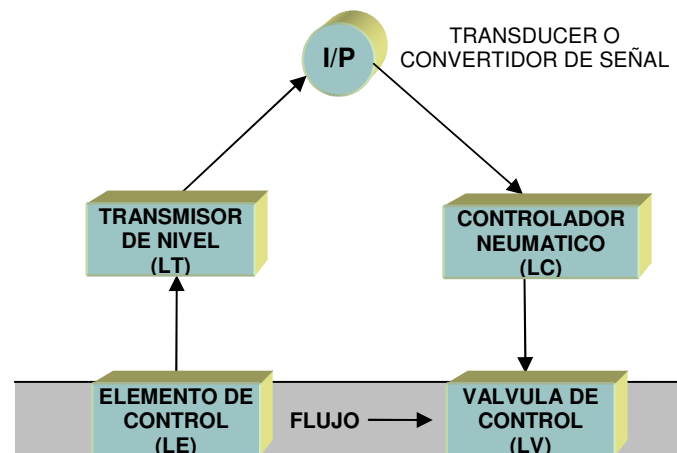 I/P
TRANSDUCER O
CONVERTIDOR DE SEÑAL
TRANSMISOR
DE NIVEL
(LT)
CONTROLADOR
NEUMATICO
(LC)
ELEMENTO DE
CONTROL
(LE)
FLUJO
VALVULA DE
CONTROL
(LV)